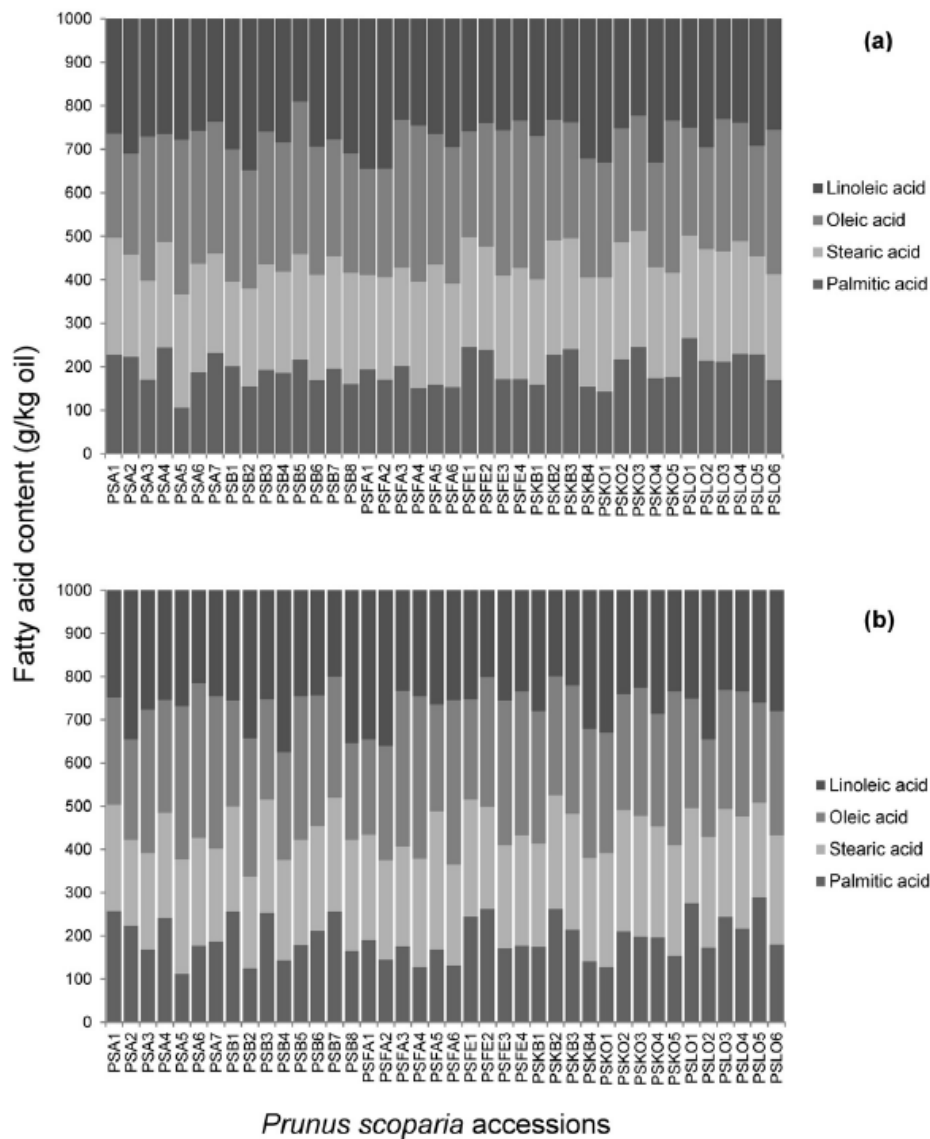 Fatty acid content (g/kg oil)
(a)
1000
900
800
700
600
500
400
300
200
100
0
Linoleic acid
Oleic acid
Stearic acid
Palmitic acid
PSA1
PSA2
PSA3
PSA4
PSA5
PSA6
PSA7
PSB1
PSB2
PSB3
PSB4
PSB5
PSB6
PSB7
PSB8
PSFA1
PSFA2
PSFA3
PSFA4
PSFA5
PSFA6
PSFE1
PSFE2
PSFE3
PSFE4
PSKB1
PSKB2
PSKB3
PSKB4
PSKO1
PSKO2
PSKO3
PSKO4
PSKO5
PSLO1
PSLO2
PSLO3
PSLO4
PSLO5
PSLO6
(b)
1000
900
800
700
600
500
400
300
200
100
0
Linoleic acid
Oleic acid
Stearic acid
Palmitic acid
PSA1
PSA2
PSA3
PSA4
PSA5
PSA6
PSA7
PSB1
PSB2
PSB3
PSB4
PSB5
PSB6
PSB7
PSB8
PSFA1
PSFA2
PSFA3
PSFA4
PSFA5
PSFA6
PSFE1
PSFE2
PSFE3
PSFE4
PSKB1
PSKB2
PSKB3
PSKB4
PSKO1
PSKO2
PSKO3
PSKO4
PSKO5
PSLO1
PSLO2
PSLO3
PSLO4
PSLO5
PSLO6
Prunus scoparia accessions